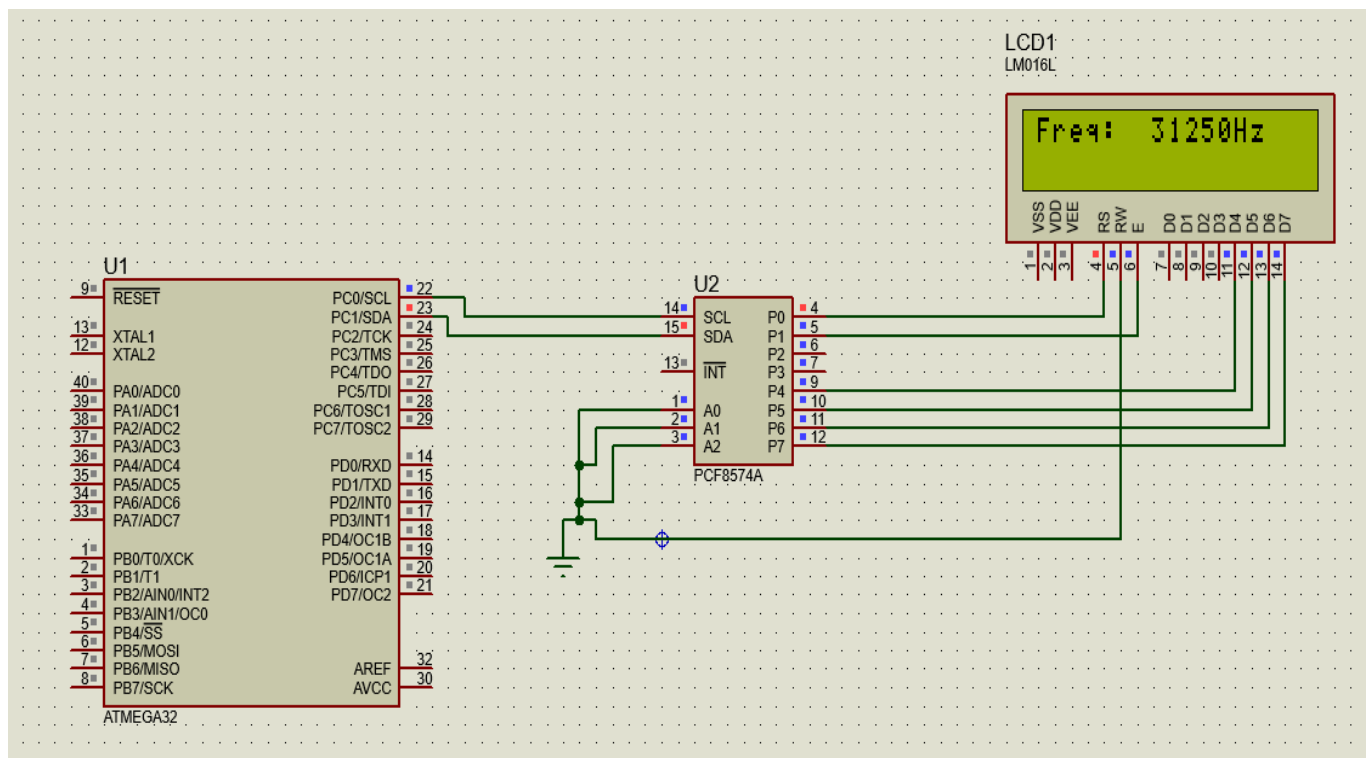 LCD1
LM016L
Freq:  31250Hz
VSS
VDD
VEE
RS
RW
E
D0
D1
D2
D3
D4
D5
D6
D7
1
2
3
4
5
6
7
8
9
10
11
12
13
14
U1
9 RESET
13 XTAL1
12 XTAL2
40 PA0/ADC0
39 PA1/ADC1
38 PA2/ADC2
37 PA3/ADC3
36 PA4/ADC4
35 PA5/ADC5
34 PA6/ADC6
33 PA7/ADC7
1 PB0/T0/XCK
2 PB1/T1
3 PB2/AIN0/INT2
4 PB3/AIN1/OC0
5 PB4/SS
6 PB5/MOSI
7 PB6/MISO
8 PB7/SCK
PC0/SCL 22
PC1/SDA 23
PC2/TCK 24
PC3/TMS 25
PC4/TDO 26
PC5/TDI 27
PC6/TOSC1 28
PC7/TOSC2 29
PD0/RXD 14
PD1/TXD 15
PD2/INT0 16
PD3/INT1 17
PD4/OC1B 18
PD5/OC1A 19
PD6/ICP1 20
PD7/OC2 21
AREF 32
AVCC 30
ATMEGA32
U2
14 SCL
15 SDA
13 INT
1 A0
2 A1
3 A2
P0 4
P1 5
P2 6
P3 7
P4 9
P5 10
P6 11
P7 12
PCF8574A